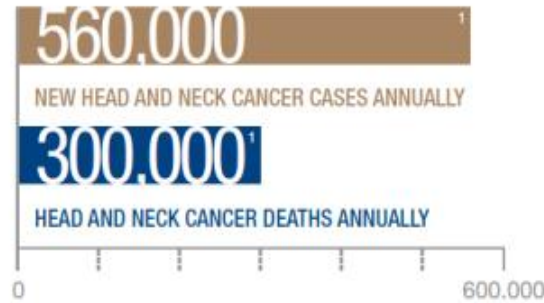 560,000 1
NEW HEAD AND NECK CANCER CASES ANNUALLY
300,000 1
HEAD AND NECK CANCER DEATHS ANNUALLY
0 600.000